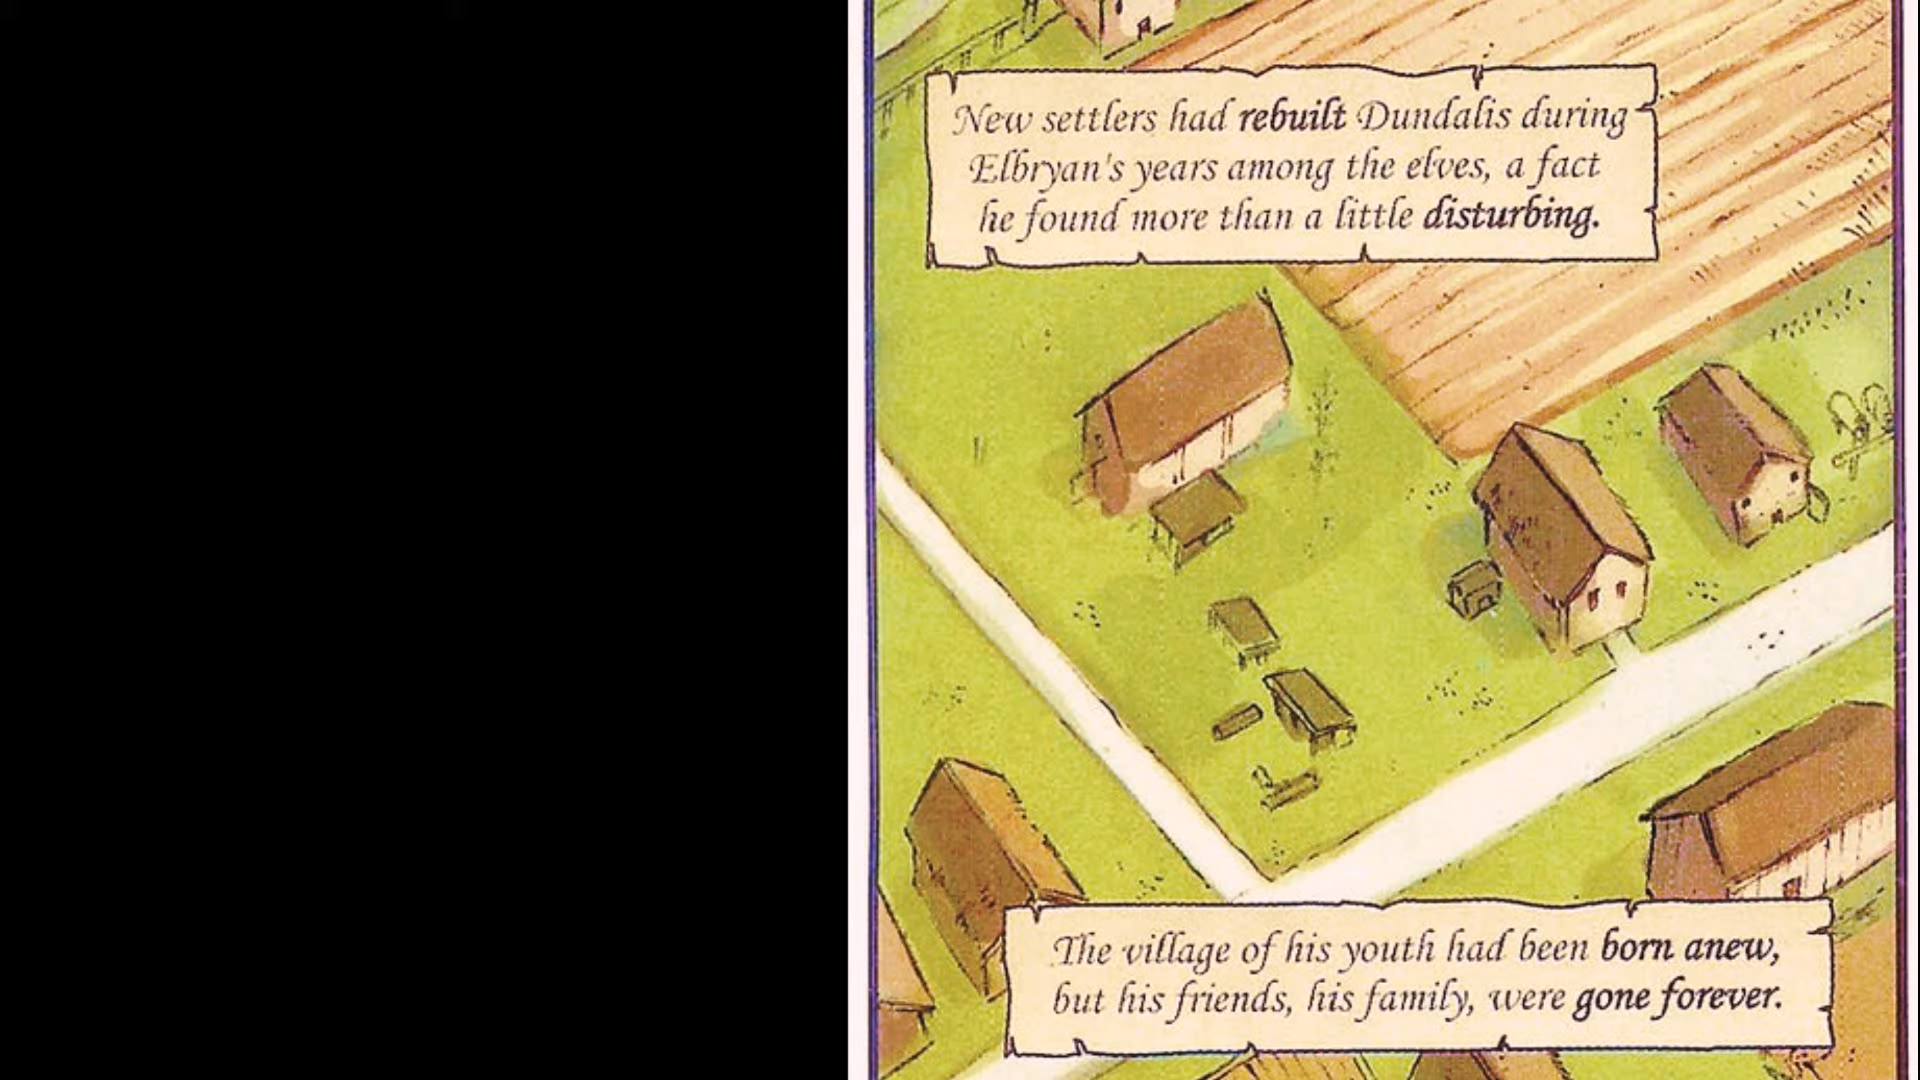 New settlers had rebuilt Dundalis during
Elbryan's years among the elves, a fact
he found more than a little disturbing.
The village of his youth had been born anew,
but his friends, his family, were gone forever.